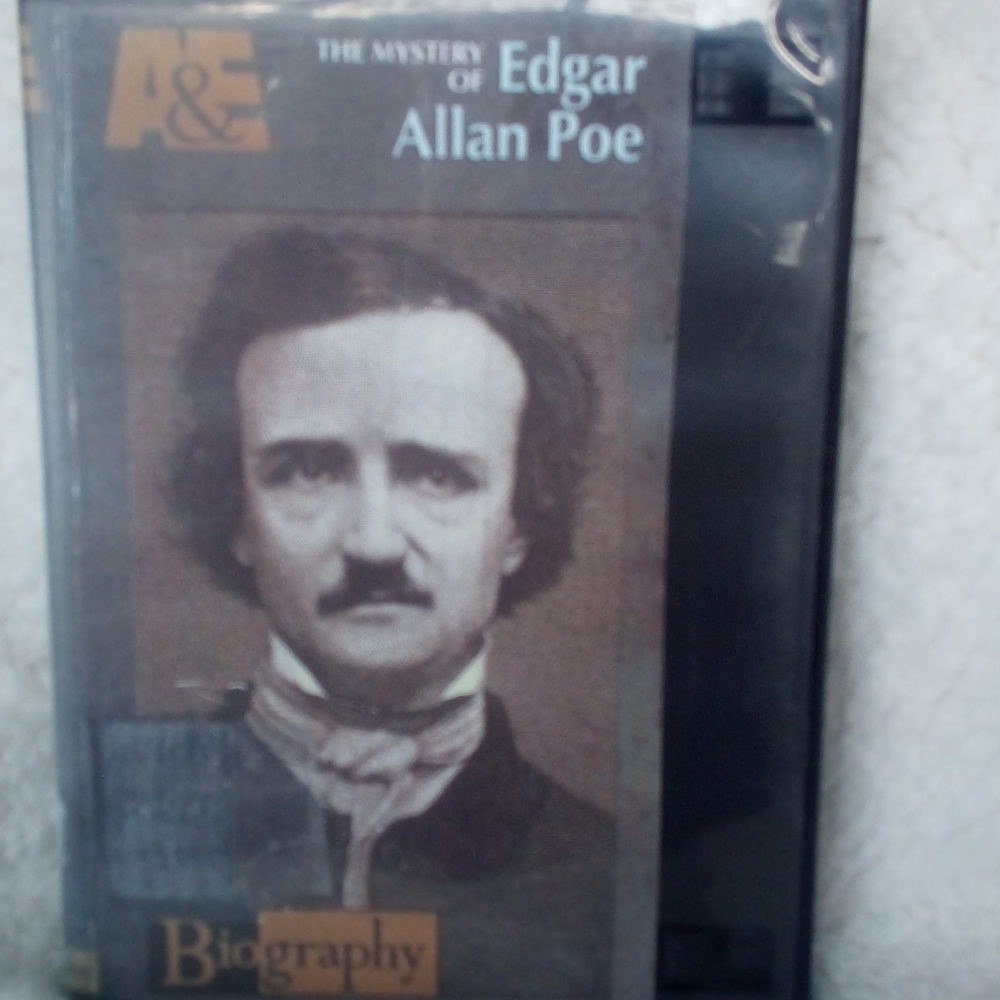 A&E
THE MYSTERY
OF Edgar
Allan Poe
Biography